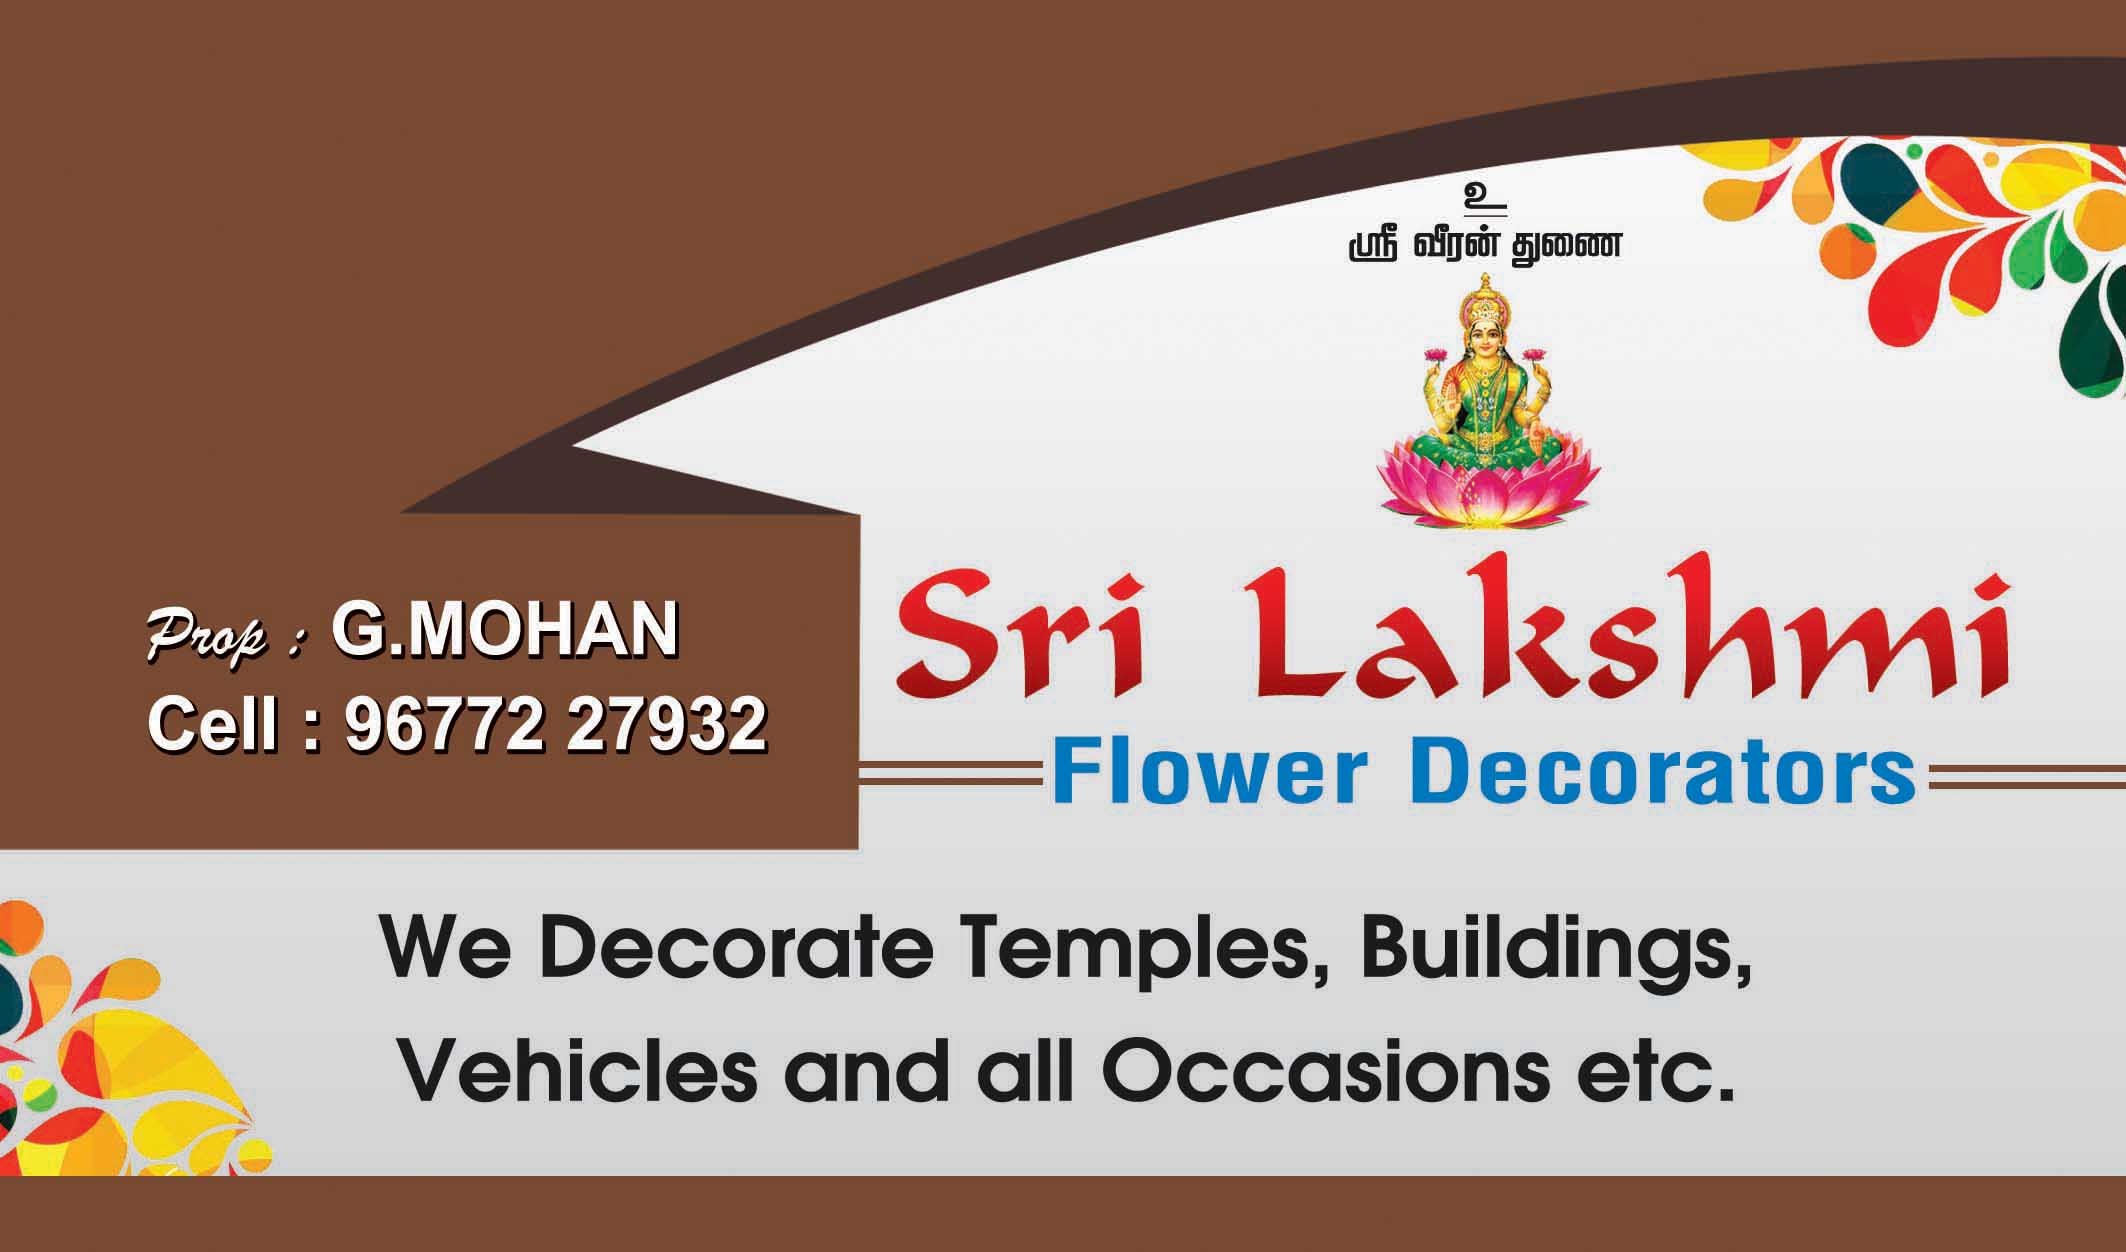 உ
ஸ்ரீ வீரன் துணை
Sri Lakshmi
Flower Decorators
Prop : G.MOHAN
Cell : 96772 27932
We Decorate Temples, Buildings,
Vehicles and all Occasions etc.